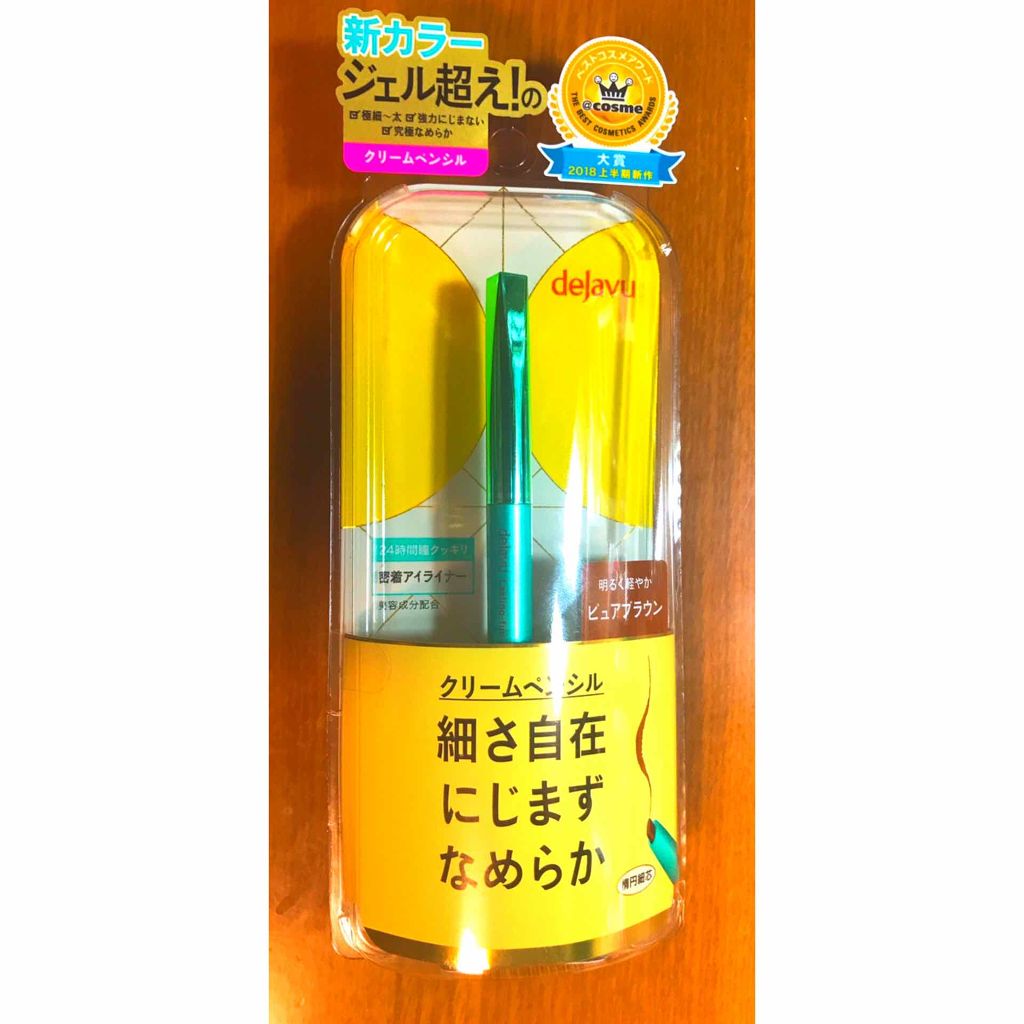 新カラー
ジェル超え!の
極細〜太 強力にじまない
究極なめらか
クリームペンシル
ベストコスメアワード
@cosme
THE BEST COSMETICS AWARDS
大賞
2018上半期新作
dejavu
24時間瞳クッキリ
密着アイライナー
美容成分配合
dejavu
明るく軽やか
ピュアブラウン
クリームペンシル
細さ自在
にじまず
なめらか
楕円細芯